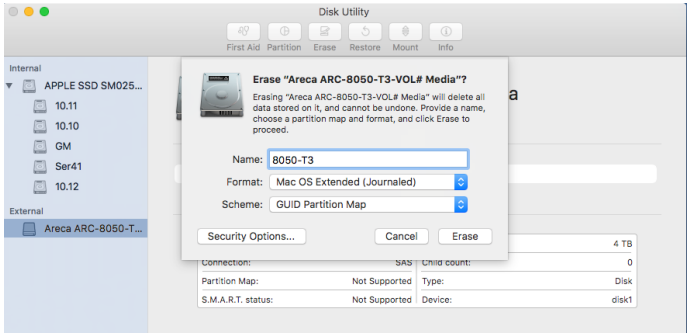 Disk Utility
First Aid Partition Erase Restore Mount Info
Internal
APPLE SSD SM025...
10.11
10.10
GM
Ser41
10.12
External
Areca ARC-8050-T...
Erase “Areca ARC-8050-T3-VOL# Media”?
Erasing “Areca ARC-8050-T3-VOL# Media” will delete all
data stored on it, and cannot be undone. Provide a name,
choose a partition map and format, and click Erase to
proceed.
Name: 8050-T3
Format: Mac OS Extended (Journaled)
Scheme: GUID Partition Map
Security Options... Cancel Erase
a
4 TB
Connection: SAS Child count: 0
Partition Map: Not Supported Type: Disk
S.M.A.R.T. status: Not Supported Device: disk1